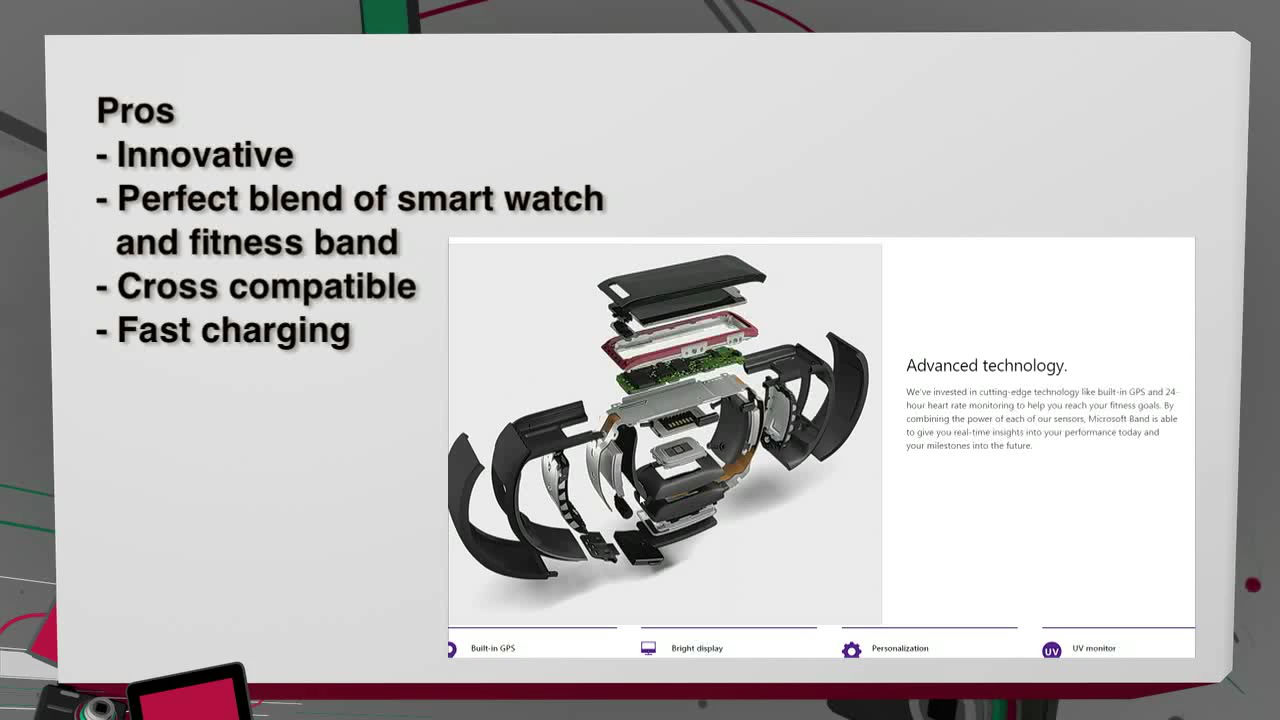 Pros
- Innovative
- Perfect blend of smart watch
and fitness band
- Cross compatible
- Fast charging
Advanced technology.
We've invested in cutting-edge technology like built-in GPS and 24-
hour heart rate monitoring to help you reach your fitness goals. By
combining the power of each of our sensors, Microsoft Band is able
to give you real-time insights into your performance today and
your milestones into the future.
Built-in GPS
Bright display
Personalization
UV
UV monitor